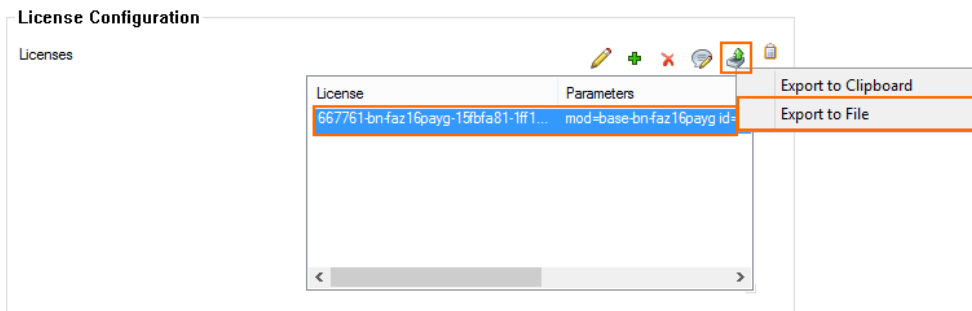 License Configuration
Licenses
Export to Clipboard
License Parameters
Export to File
667761-bn-faz16payg-15fbfa81-1ff1... mod=base-bn-faz16payg id=